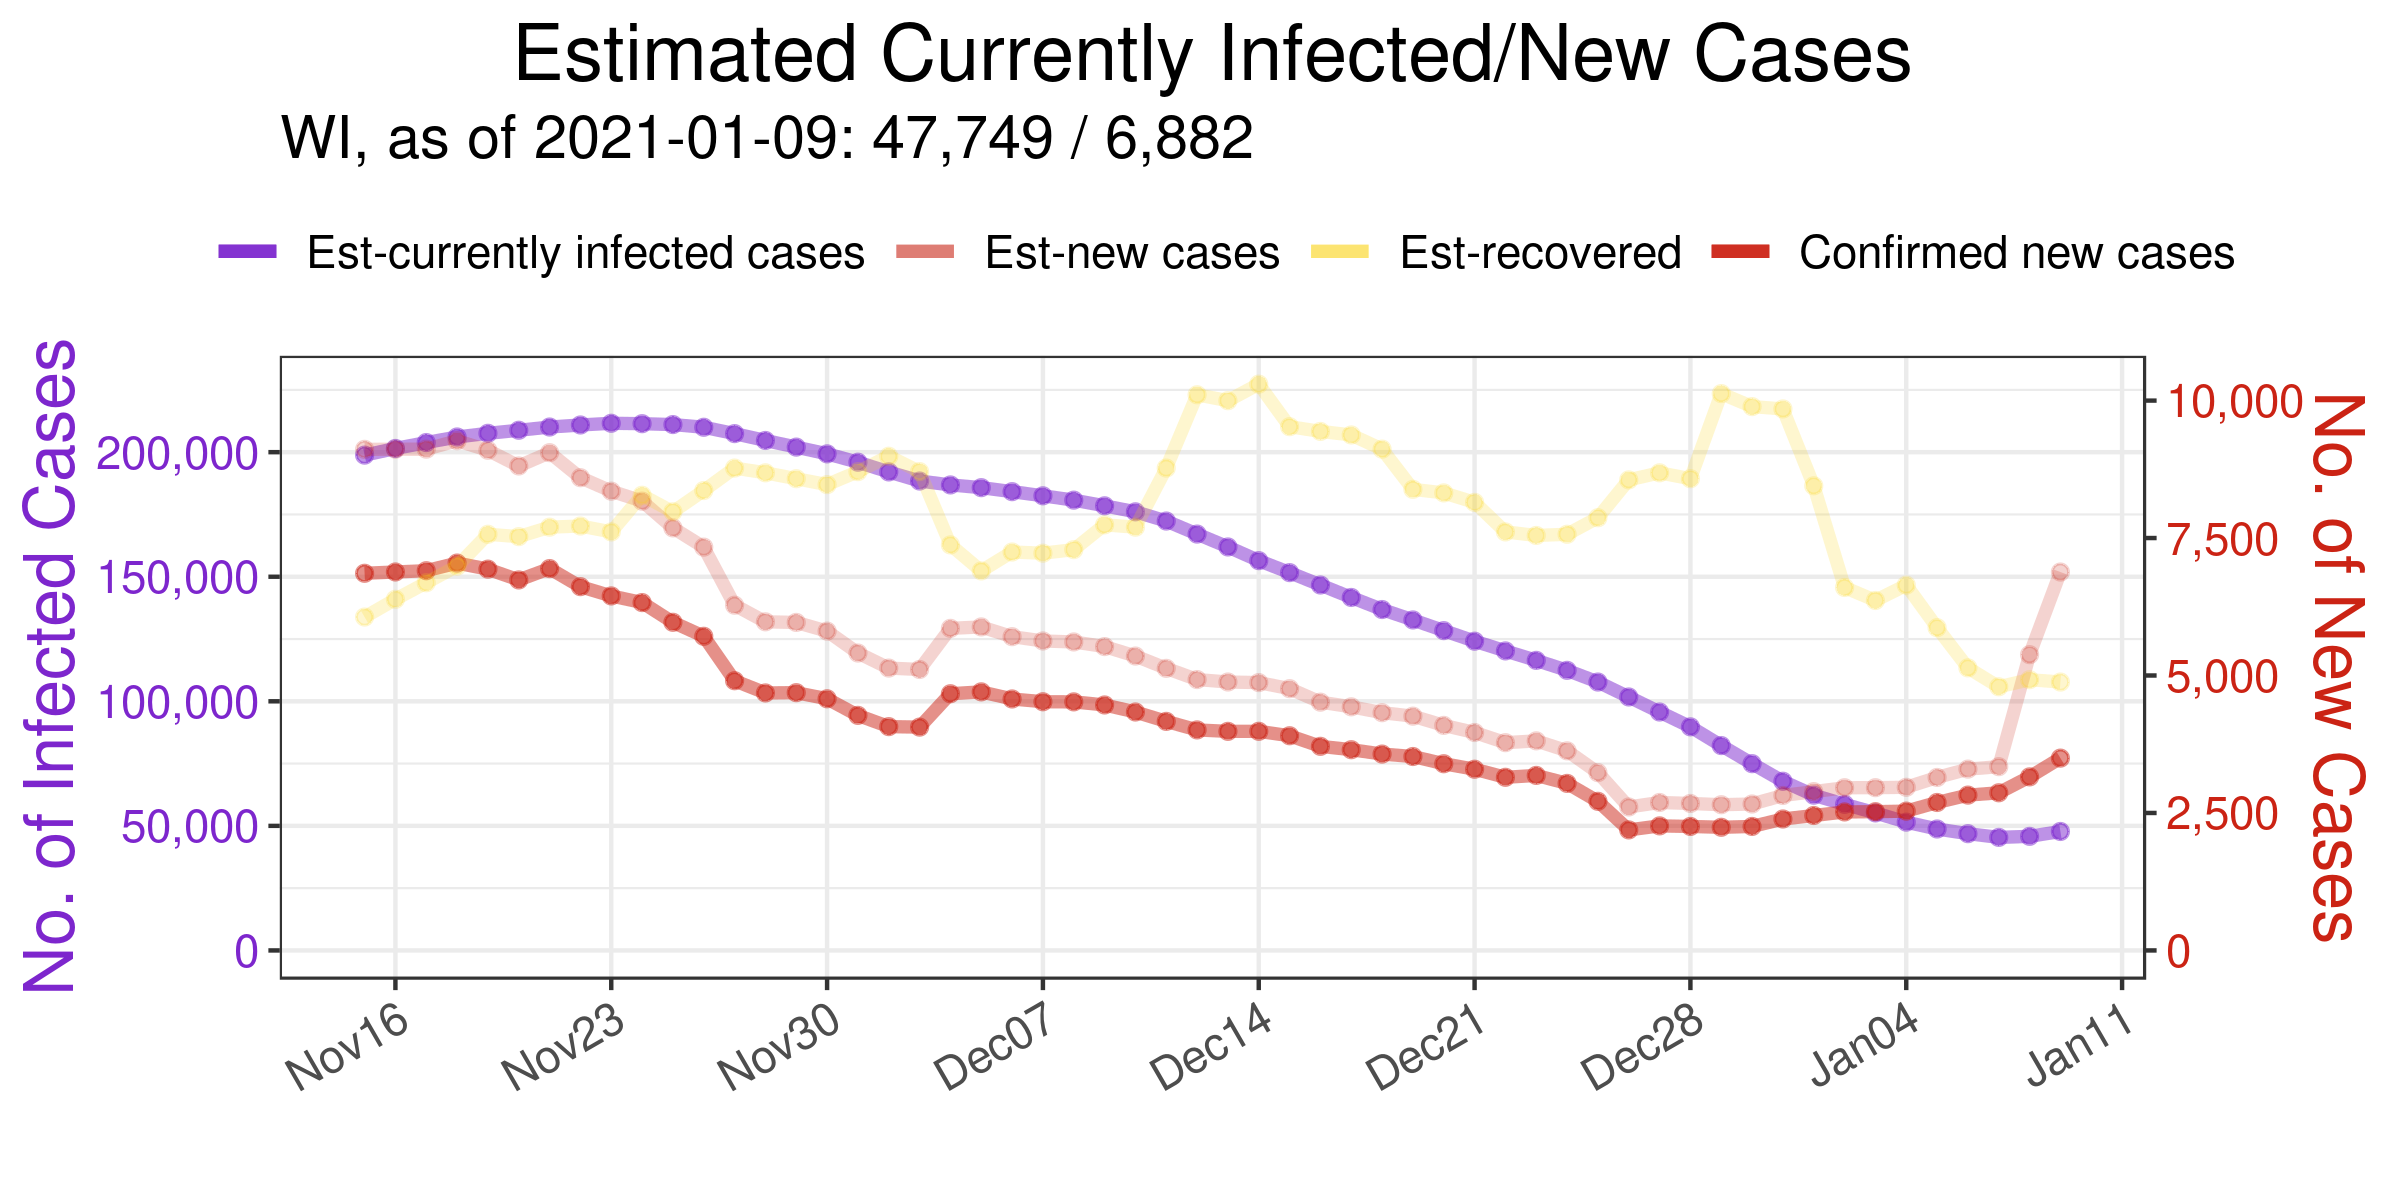 Estimated Currently Infected/New Cases
WI, as of 2021-01-09: 47,749 / 6,882
Est-currently infected cases Est-new cases Est-recovered Confirmed new cases
No. of Infected Cases
200,000
150,000
100,000
50,000
0
10,000
7,500
5,000
2,500
0
No. of New Cases
Nov16 Nov23 Nov30 Dec07 Dec14 Dec21 Dec28 Jan04 Jan11